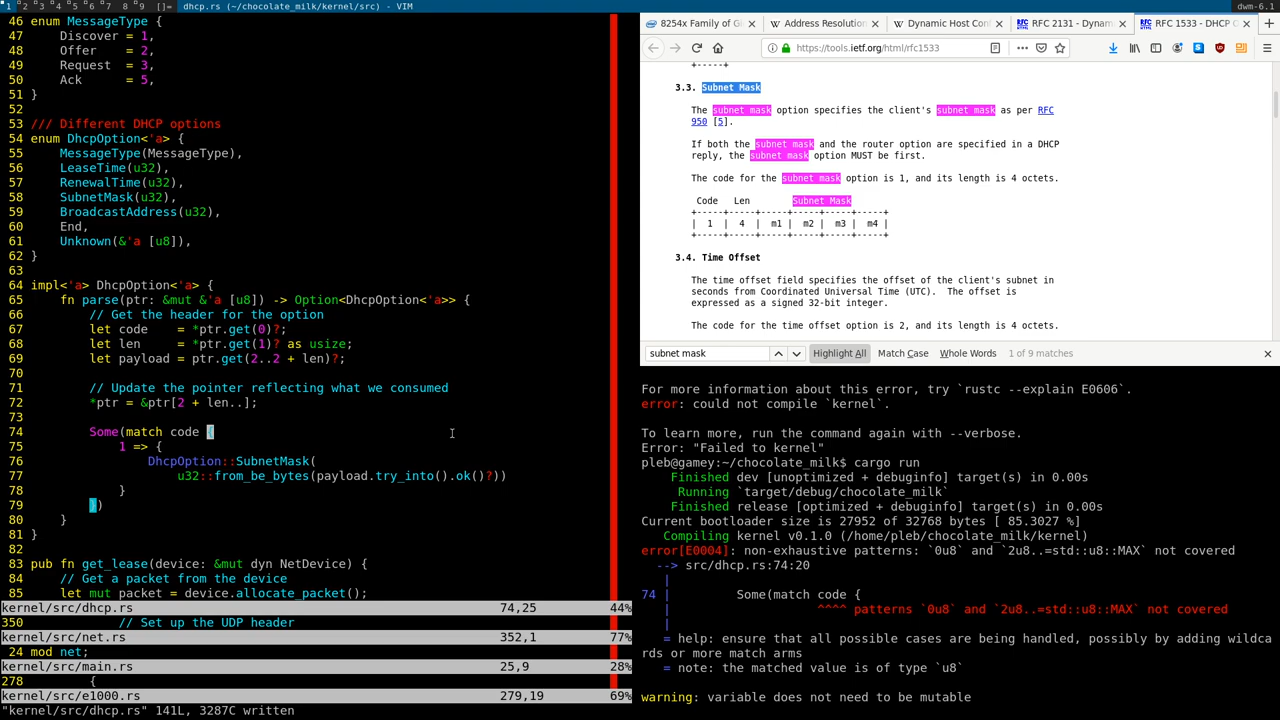 1 2 3 4 5 6 7 8 9 []= dhcp.rs (~/chocolate_milk/kernel/src) - VIM dwm-6.1
46 enum MessageType {
47     Discover = 1,
48     Offer    = 2,
49     Request  = 3,
50     Ack      = 5,
51 }
52
53 /// Different DHCP options
54 enum DhcpOption<'a> {
55     MessageType(MessageType),
56     LeaseTime(u32),
57     RenewalTime(u32),
58     SubnetMask(u32),
59     BroadcastAddress(u32),
60     End,
61     Unknown(&'a [u8]),
62 }
63
64 impl<'a> DhcpOption<'a> {
65     fn parse(ptr: &mut &'a [u8]) -> Option<DhcpOption<'a>> {
66         // Get the header for the option
67         let code    = *ptr.get(0)?;
68         let len     = *ptr.get(1)? as usize;
69         let payload = ptr.get(2..2 + len)?;
70
71         // Update the pointer reflecting what we consumed
72         *ptr = &ptr[2 + len..];
73
74         Some(match code {
75             1 => {
76                 DhcpOption::SubnetMask(
77                     u32::from_be_bytes(payload.try_into().ok()?))
78             }
79         })
80     }
81 }
82
83 pub fn get_lease(device: &mut dyn NetDevice) {
84     // Get a packet from the device
85     let mut packet = device.allocate_packet();
kernel/src/dhcp.rs 74,25 44%
350             // Set up the UDP header
kernel/src/net.rs 352,1 77%
24 mod net;
kernel/src/main.rs 25,9 28%
278         {
kernel/src/e1000.rs 279,19 69%
"kernel/src/dhcp.rs" 141L, 3287C written
8254x Family of Gi Address Resolution Dynamic Host Conf RFC 2131 - Dynam RFC 1533 - DHCP O
https://tools.ietf.org/html/rfc1533
+-----+
3.3. Subnet Mask
The subnet mask option specifies the client's subnet mask as per RFC
950 [5].
If both the subnet mask and the router option are specified in a DHCP
reply, the subnet mask option MUST be first.
The code for the subnet mask option is 1, and its length is 4 octets.
Code   Len        Subnet Mask
+-----+-----+-----+-----+-----+-----+
|  1  |  4  |  m1 |  m2 |  m3 |  m4 |
+-----+-----+-----+-----+-----+-----+
3.4. Time Offset
The time offset field specifies the offset of the client's subnet in
seconds from Coordinated Universal Time (UTC).  The offset is
expressed as a signed 32-bit integer.
The code for the time offset option is 2, and its length is 4 octets.
subnet mask Highlight All Match Case Whole Words 1 of 9 matches
For more information about this error, try `rustc --explain E0606`.
error: could not compile `kernel`.
To learn more, run the command again with --verbose.
Error: "Failed to kernel"
pleb@gamey:~/chocolate_milk$ cargo run
Finished dev [unoptimized + debuginfo] target(s) in 0.00s
Running `target/debug/chocolate_milk`
Finished release [optimized + debuginfo] target(s) in 0.00s
Current bootloader size is 27952 of 32768 bytes [ 85.3027 %]
Compiling kernel v0.1.0 (/home/pleb/chocolate_milk/kernel)
error[E0004]: non-exhaustive patterns: `0u8` and `2u8..=std::u8::MAX` not covered
--> src/dhcp.rs:74:20
|
74 |         Some(match code {
|                    ^^^^ patterns `0u8` and `2u8..=std::u8::MAX` not covered
|
= help: ensure that all possible cases are being handled, possibly by adding wildca
rds or more match arms
= note: the matched value is of type `u8`
warning: variable does not need to be mutable